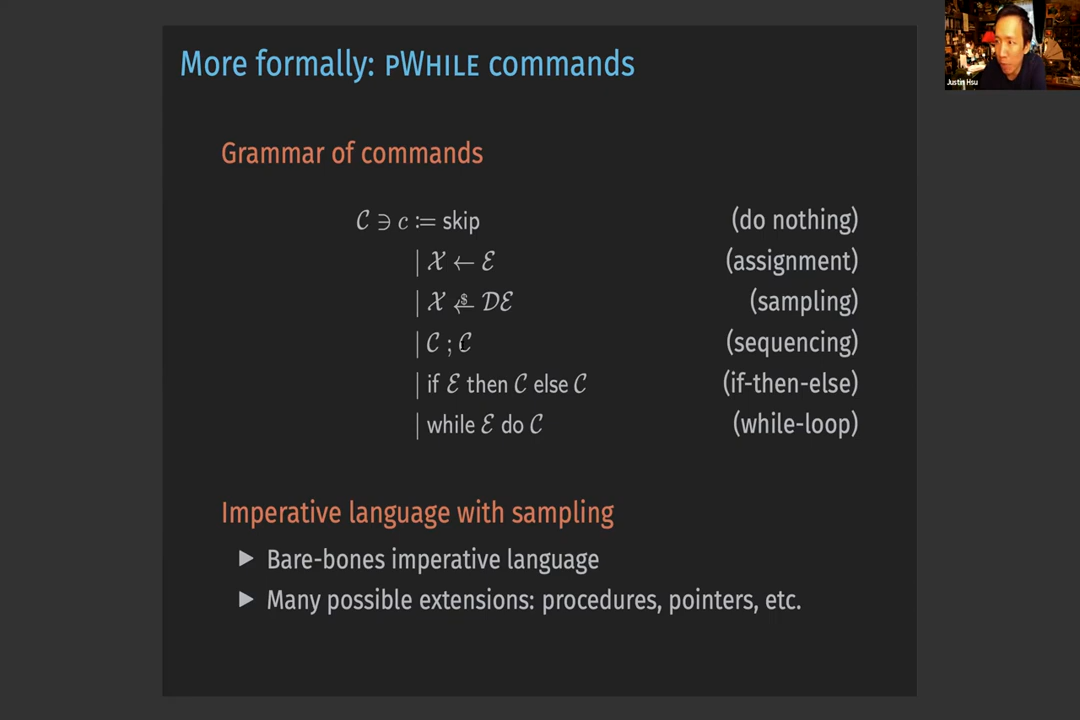 More formally: PWHILE commands
Justin Hsu
Grammar of commands
𝒞 ∋ c := skip (do nothing)
| 𝒳 ← ℰ (assignment)
| 𝒳 ←$ 𝒟ℰ (sampling)
| 𝒞 ; 𝒞 (sequencing)
| if ℰ then 𝒞 else 𝒞 (if-then-else)
| while ℰ do 𝒞 (while-loop)
Imperative language with sampling
▶ Bare-bones imperative language
▶ Many possible extensions: procedures, pointers, etc.